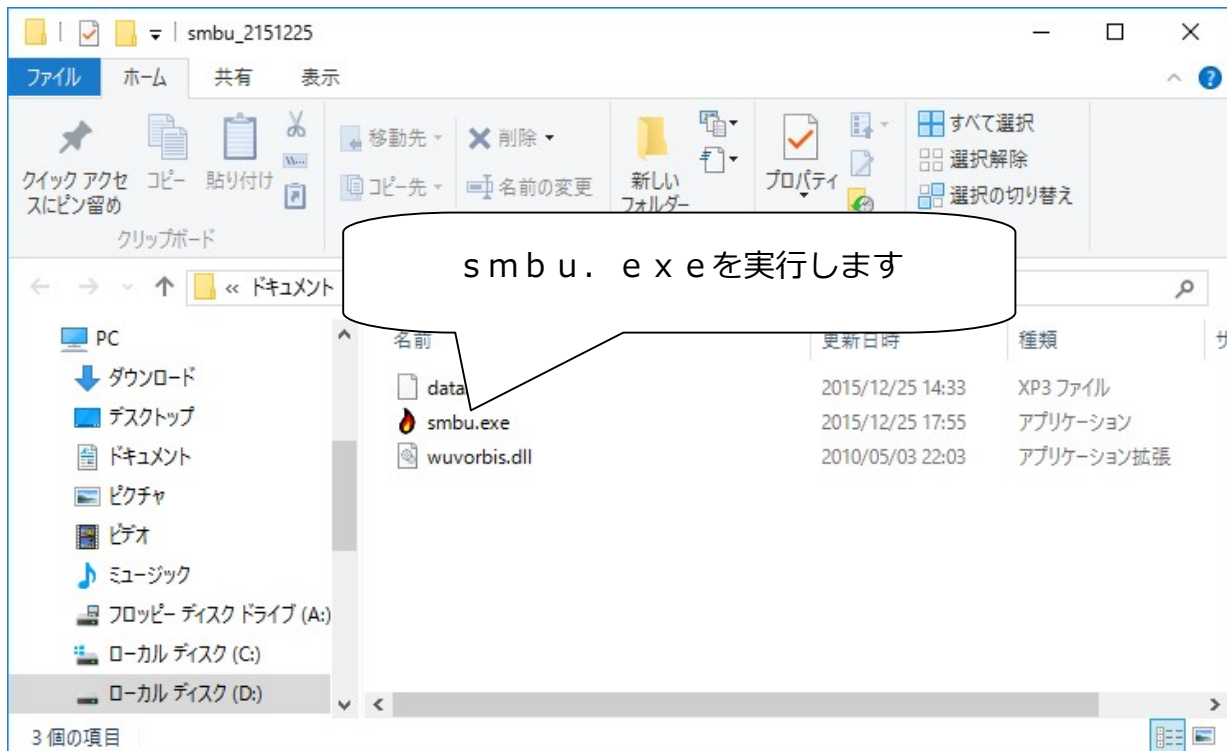 smbu_2151225
ファイル ホーム 共有 表示
クイック アクセスにピン留め
コピー
貼り付け
移動先
コピー先
削除
名前の変更
新しい
フォルダー
プロパティ
すべて選択
選択解除
選択の切り替え
クリップボード
smbu.exeを実行します
« ドキュメント
名前 更新日時 種類
PC
ダウンロード
デスクトップ
ドキュメント
ピクチャ
ビデオ
ミュージック
フロッピー ディスク ドライブ (A:)
ローカル ディスク (C:)
ローカル ディスク (D:)
data 2015/12/25 14:33 XP3 ファイル
smbu.exe 2015/12/25 17:55 アプリケーション
wuvorbis.dll 2010/05/03 22:03 アプリケーション拡張
3 個の項目